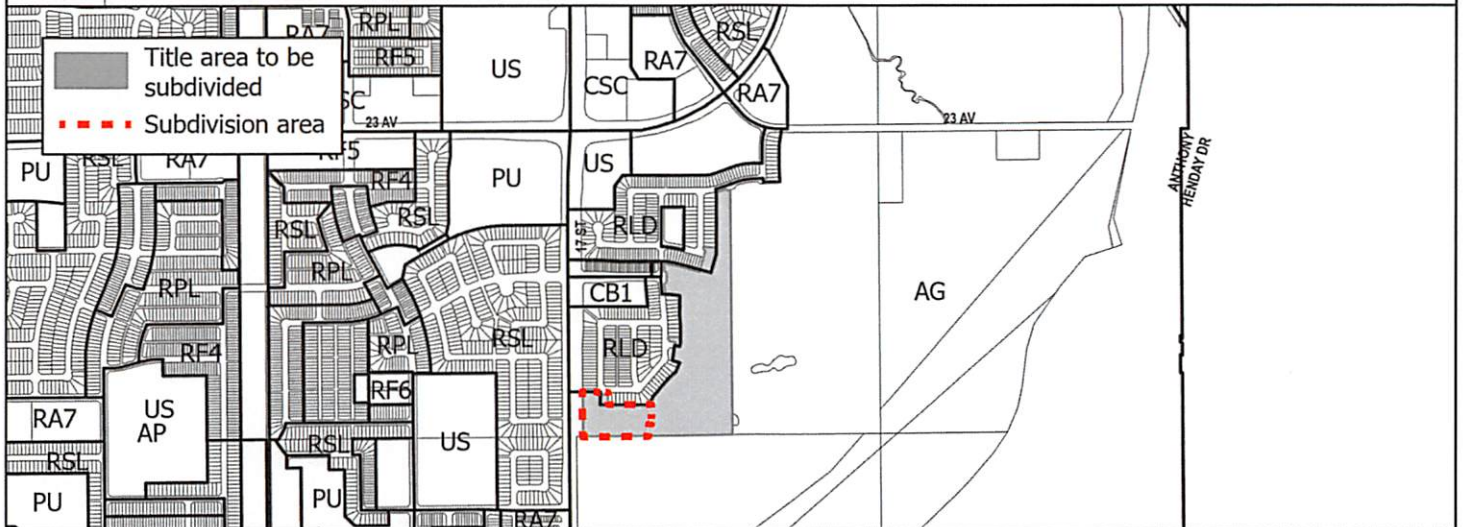 RA7
RPL
RF5
RSL
RA7
US
CSC
RA7
Title area to be
subdivided
Subdivision area
SC
23 AV
23 AV
RF5
PU
RSL
RA7
RF4
PU
US
ANTHONY
HENDAY DR
RSL
RSL
17 ST
RLD
RPL
RPL
CB1
AG
RF4
RPL
RSL
RLD
RF6
RA7
US
AP
RSL
US
RSL
PU
PU
RA7